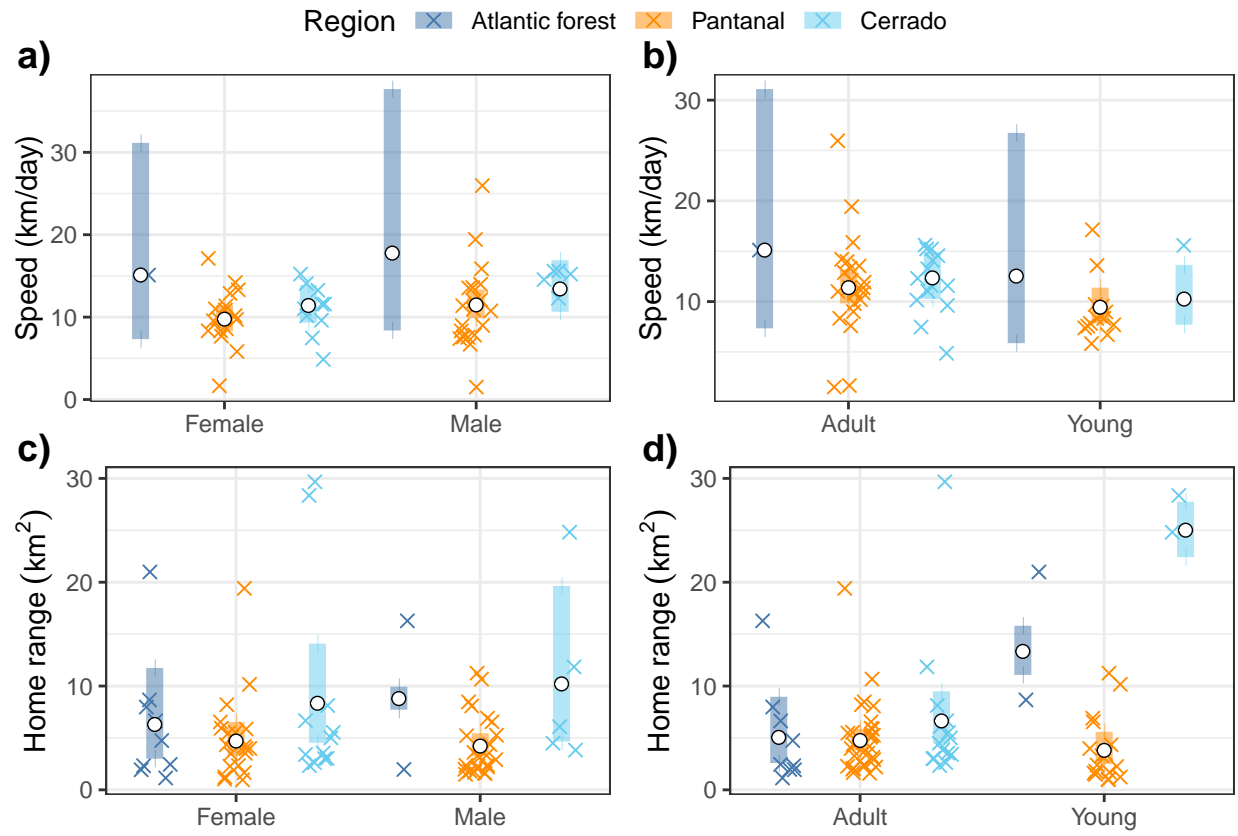 Region Atlantic forest Pantanal Cerrado
a)
Speed (km/day)
30
20
10
0
Female Male
b)
Speed (km/day)
30
20
10
Adult Young
c)
Home range (km²)
30
20
10
0
Female Male
d)
Home range (km²)
30
20
10
0
Adult Young